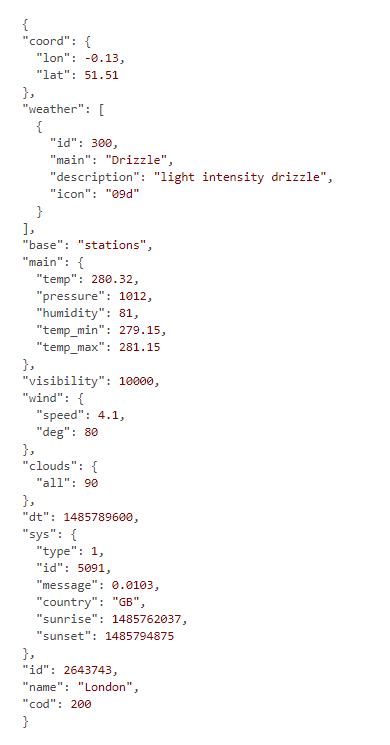 {
"coord": {
  "lon": -0.13,
  "lat": 51.51
},
"weather": [
  {
    "id": 300,
    "main": "Drizzle",
    "description": "light intensity drizzle",
    "icon": "09d"
  }
],
"base": "stations",
"main": {
  "temp": 280.32,
  "pressure": 1012,
  "humidity": 81,
  "temp_min": 279.15,
  "temp_max": 281.15
},
"visibility": 10000,
"wind": {
  "speed": 4.1,
  "deg": 80
},
"clouds": {
  "all": 90
},
"dt": 1485789600,
"sys": {
  "type": 1,
  "id": 5091,
  "message": 0.0103,
  "country": "GB",
  "sunrise": 1485762037,
  "sunset": 1485794875
},
"id": 2643743,
"name": "London",
"cod": 200
}